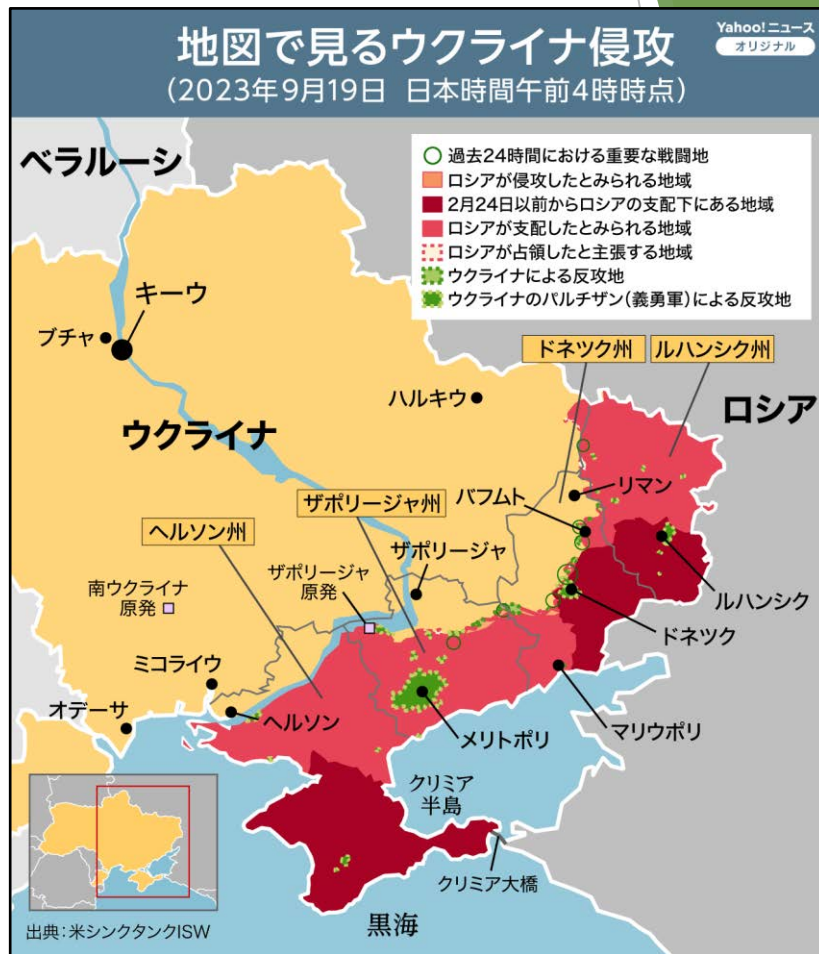 地図で見るウクライナ侵攻
(2023年9月19日 日本時間午前4時時点)
Yahoo!ニュース
オリジナル
過去24時間における重要な戦闘地
ロシアが侵攻したとみられる地域
2月24日以前からロシアの支配下にある地域
ロシアが支配したとみられる地域
ロシアが占領したと主張する地域
ウクライナによる反攻地
ウクライナのパルチザン(義勇軍)による反攻地
ベラルーシ
キーウ
ブチャ
ドネツク州
ルハンシク州
ハルキウ
ロシア
ウクライナ
リマン
バフムト
ザポリージャ州
ヘルソン州
ザポリージャ
ザポリージャ
原発
南ウクライナ
原発
ルハンシク
ドネツク
ミコライウ
オデーサ
ヘルソン
メリトポリ
マリウポリ
クリミア
半島
クリミア大橋
黒海
出典:米シンクタンクISW